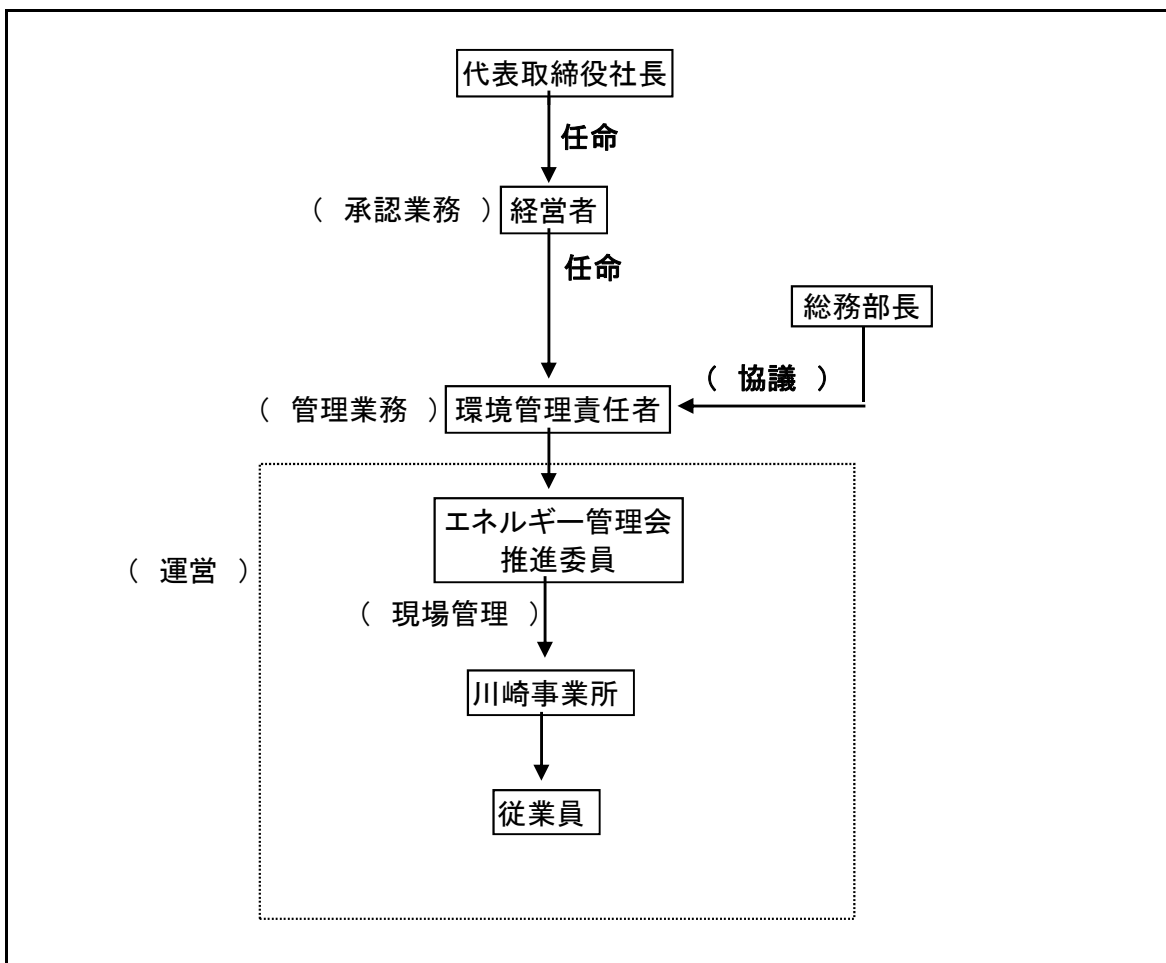 代表取締役社長
任命
( 承認業務 ) 経営者
任命
総務部長
( 協議 )
( 管理業務 ) 環境管理責任者
エネルギー管理会
推進委員
( 運営 )
( 現場管理 )
川崎事業所
従業員